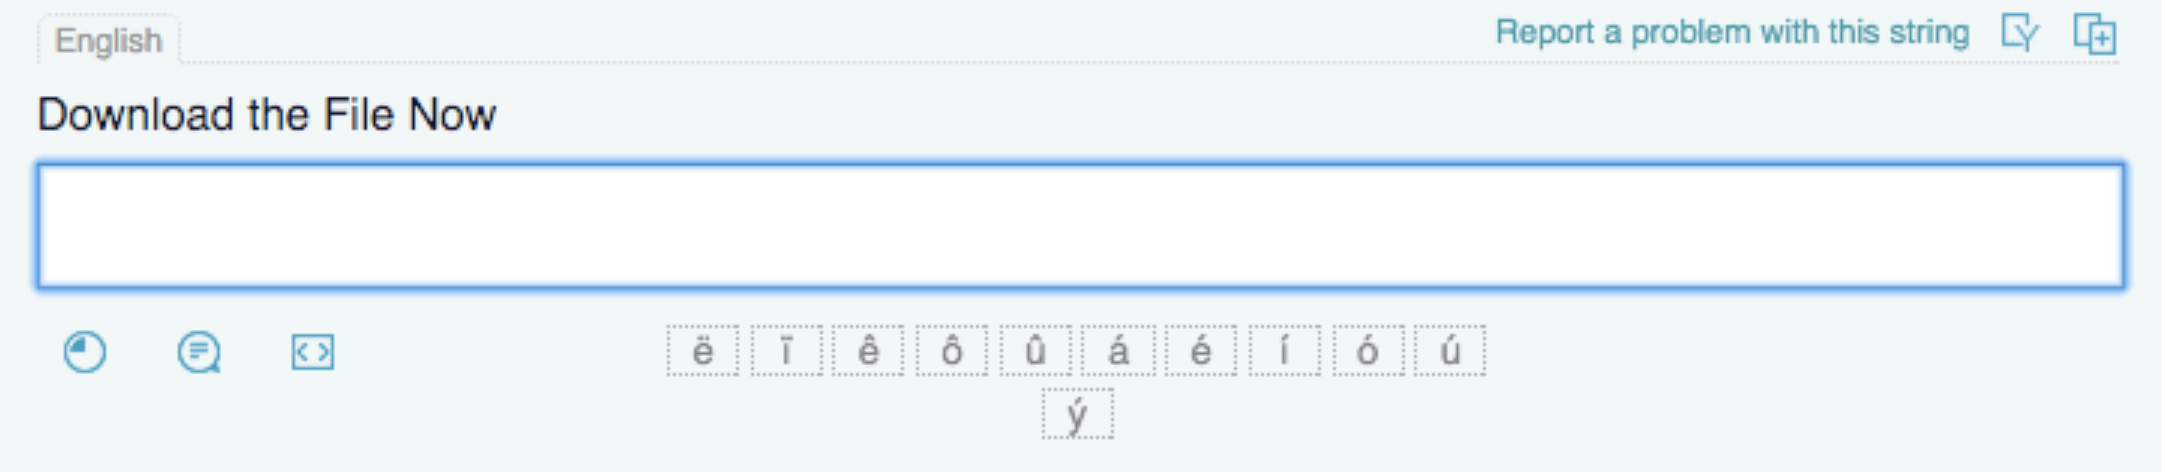 English
Report a problem with this string
Download the File Now
ë ï ê ô û á é í ó ú
ý